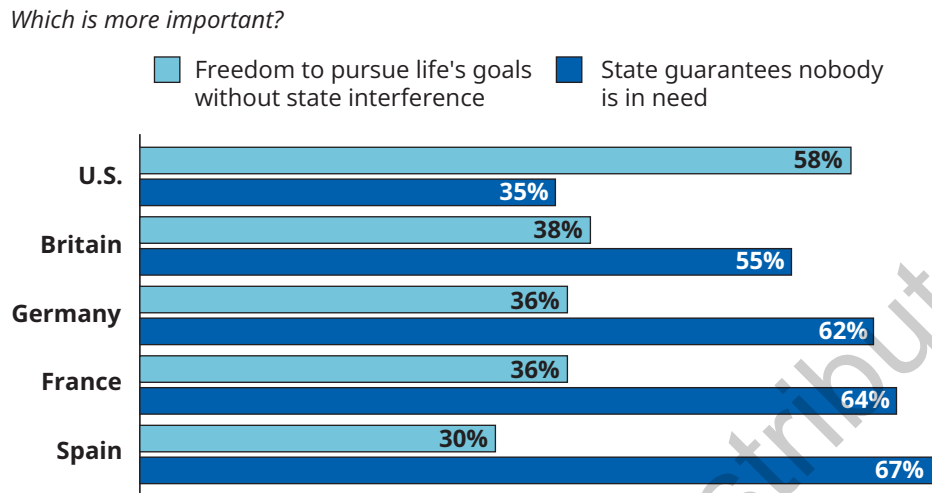 Which is more important?
Freedom to pursue life's goals
without state interference
State guarantees nobody
is in need
U.S.
58%
35%
Britain
38%
55%
Germany
36%
62%
France
36%
64%
Spain
30%
67%